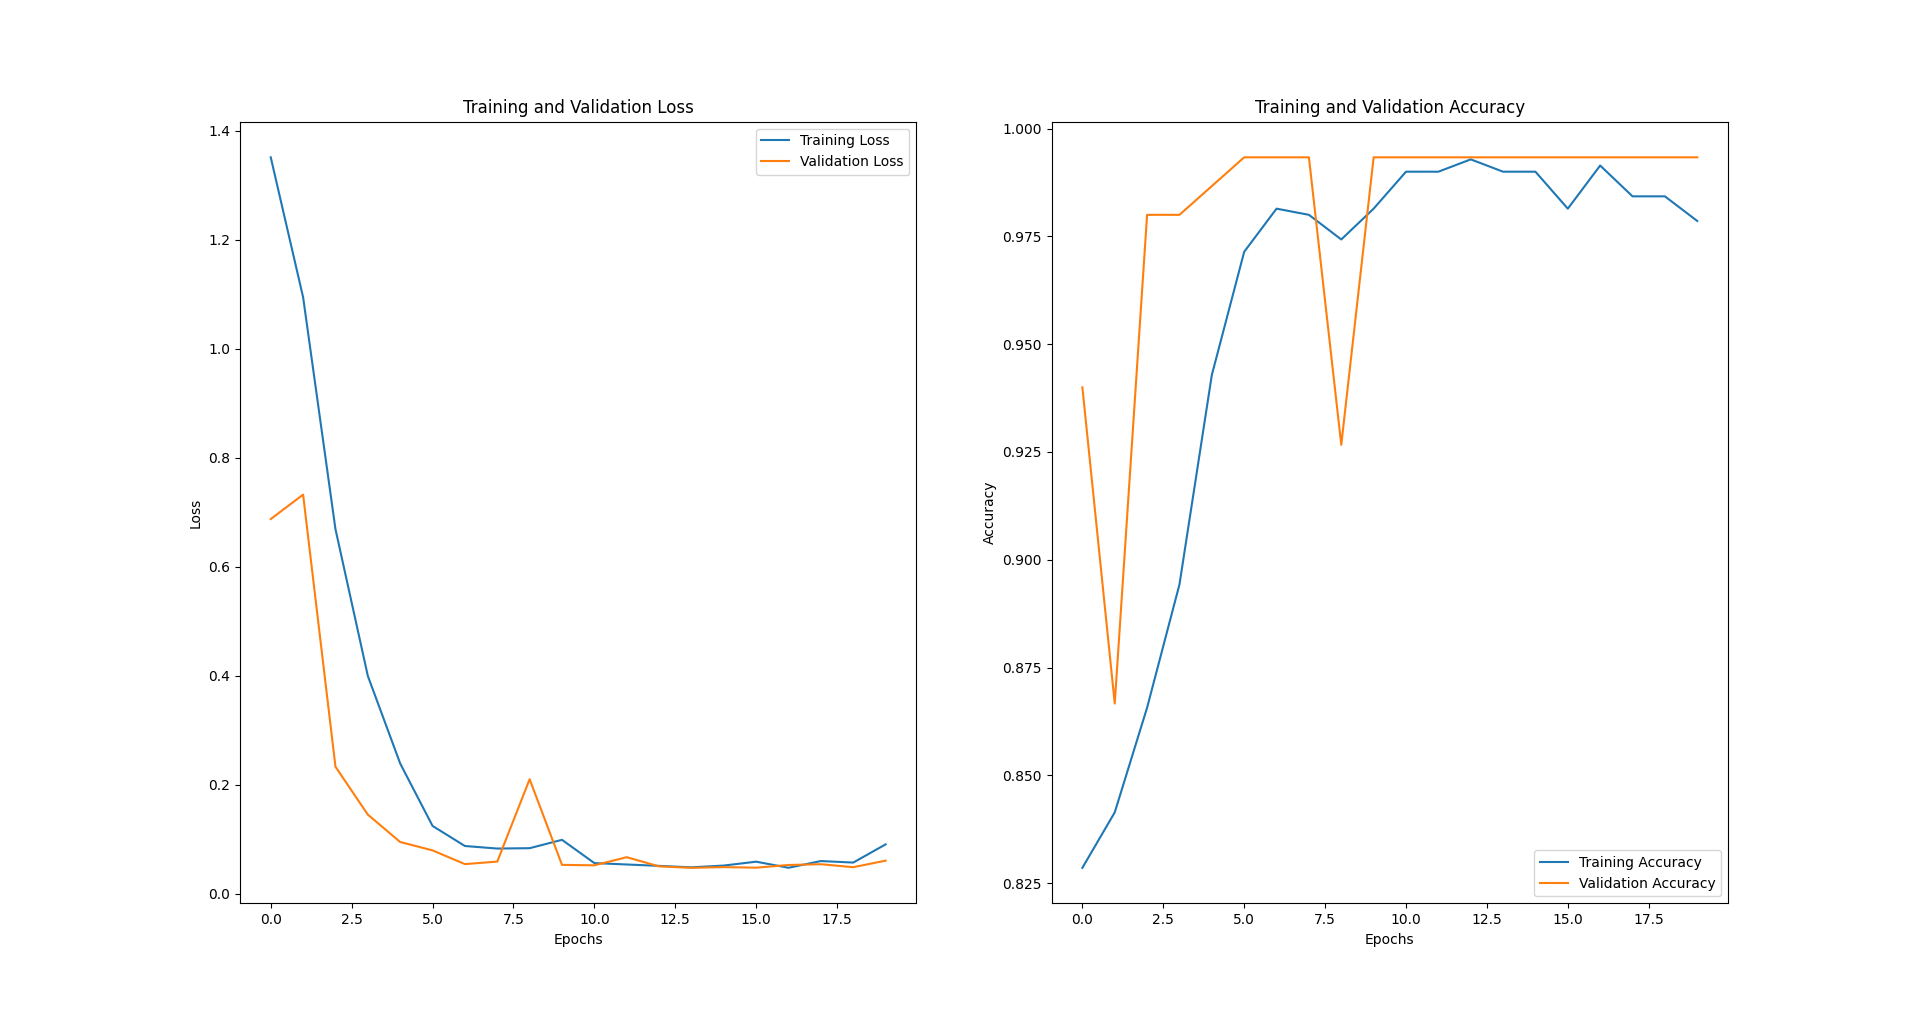 Training and Validation Loss
Training Loss
Validation Loss
1.4
1.2
1.0
0.8
0.6
0.4
0.2
0.0
Loss
0.0 2.5 5.0 7.5 10.0 12.5 15.0 17.5
Epochs
Training and Validation Accuracy
1.000
0.975
0.950
0.925
0.900
0.875
0.850
0.825
Accuracy
Training Accuracy
Validation Accuracy
0.0 2.5 5.0 7.5 10.0 12.5 15.0 17.5
Epochs